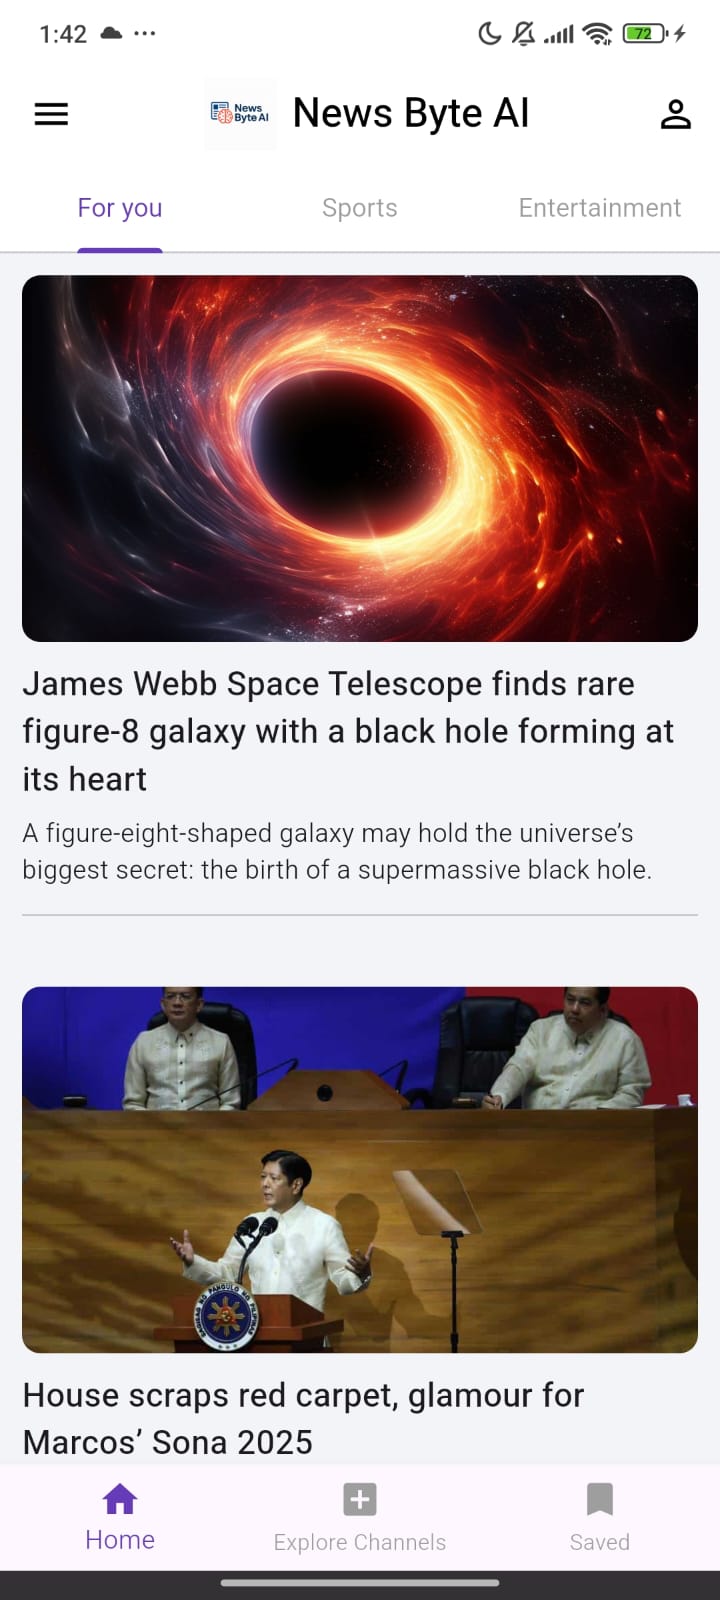 1:42
72
News
Byte AI
News Byte AI
For you
Sports
Entertainment
James Webb Space Telescope finds rare
figure-8 galaxy with a black hole forming at
its heart
A figure-eight-shaped galaxy may hold the universe’s
biggest secret: the birth of a supermassive black hole.
House scraps red carpet, glamour for
Marcos’ Sona 2025
Home
Explore Channels
Saved